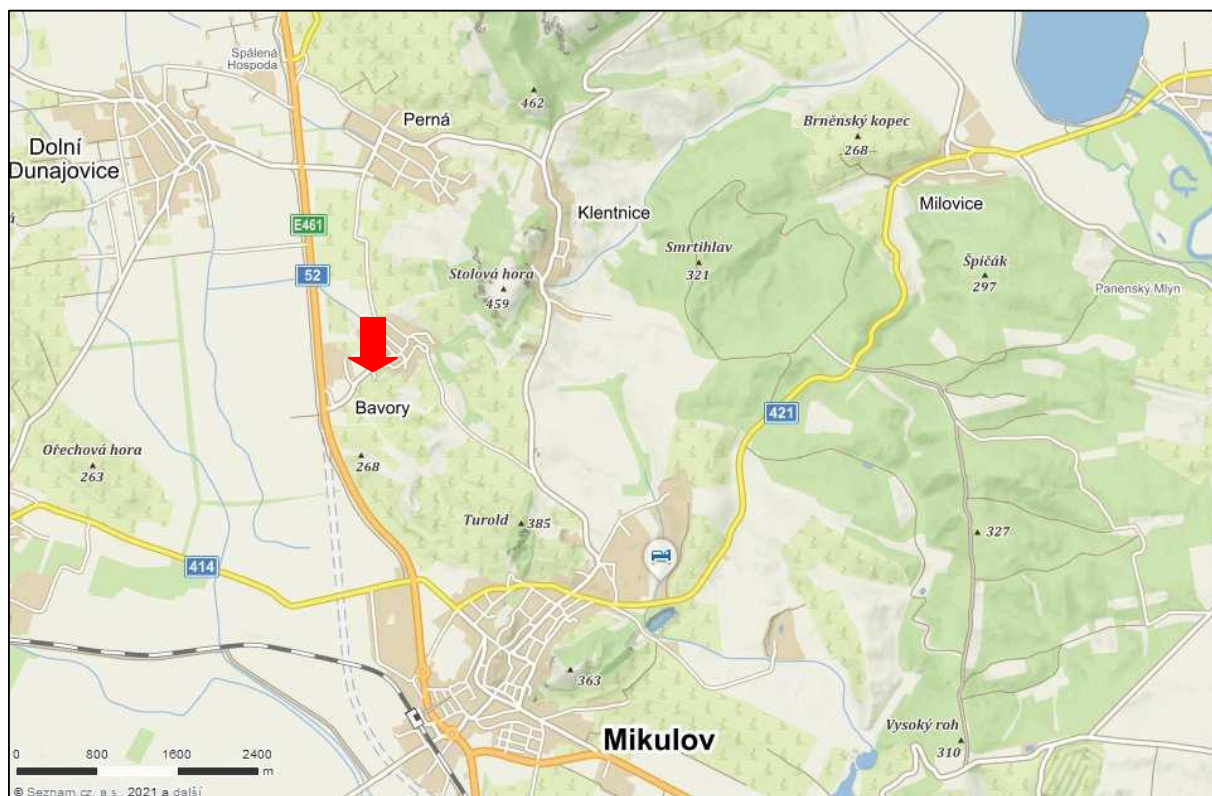 Spálená
Hospoda
462
Brněnský kopec
268
Perná
Dolní
Dunajovice
Klentnice
Milovice
E461
Smrtihlav
321
Špičák
297
52
Stolová hora
459
Panenský Mlýn
Bavory
421
Ořechová hora
263
268
Turold
385
327
414
363
Vysoký roh
310
Mikulov
0 800 1600 2400
m
© Seznam.cz, a.s., 2021 a další